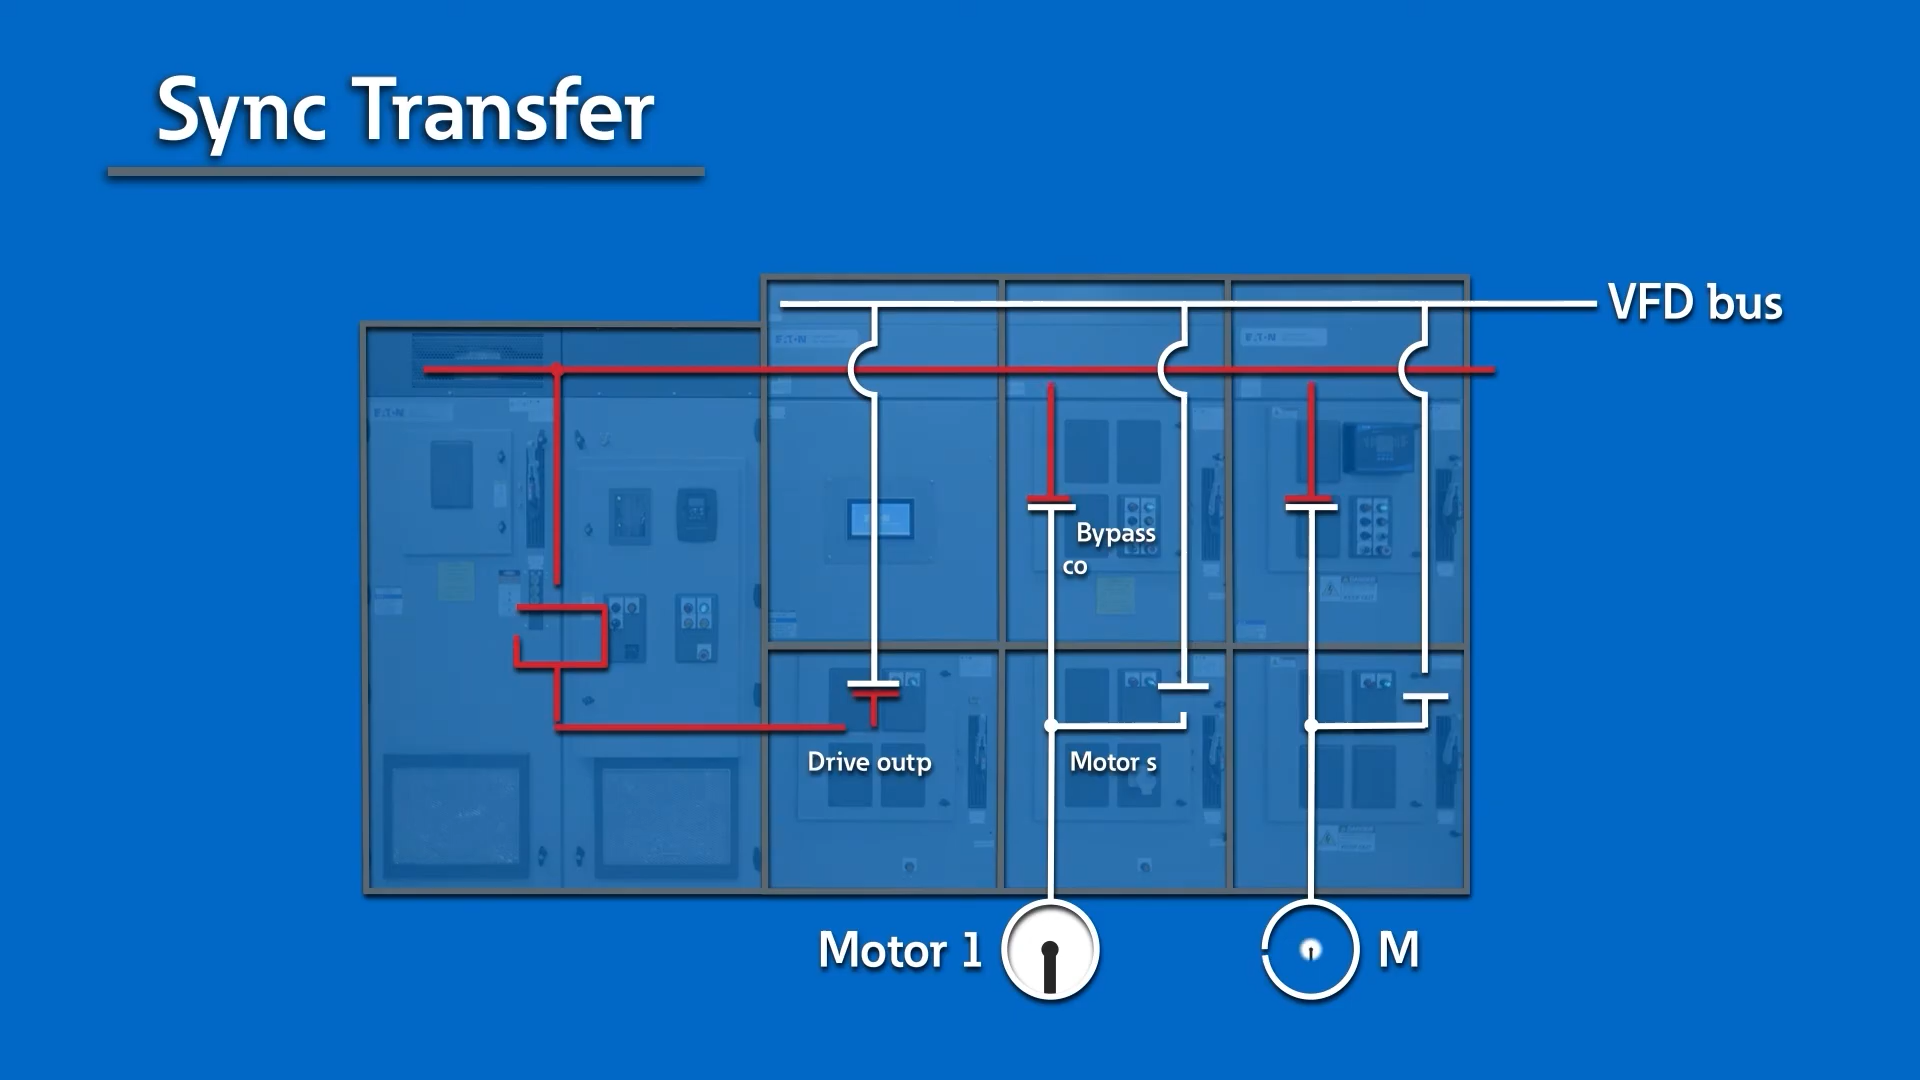 Sync Transfer
VFD bus
E·T·N
E·T·N
E·T·N
Bypass
co
Drive outp
Motor s
Motor 1
M